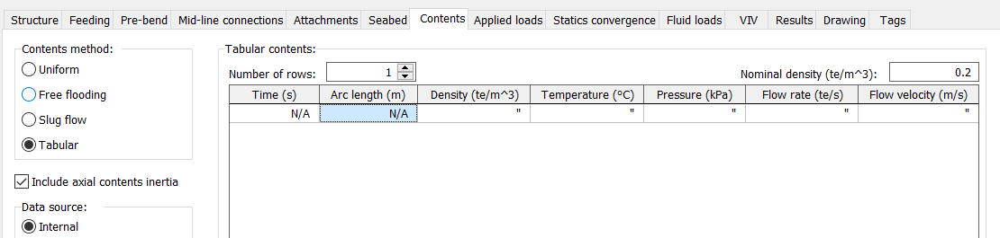 Structure Feeding Pre-bend Mid-line connections Attachments Seabed Contents Applied loads Statics convergence Fluid loads VIV Results Drawing Tags
Contents method:
Uniform
Free flooding
Slug flow
Tabular
Include axial contents inertia
Data source:
Internal
Tabular contents:
Number of rows: 1 Nominal density (te/m^3): 0.2
Time (s) Arc length (m) Density (te/m^3) Temperature (°C) Pressure (kPa) Flow rate (te/s) Flow velocity (m/s)
N/A N/A " " " " "